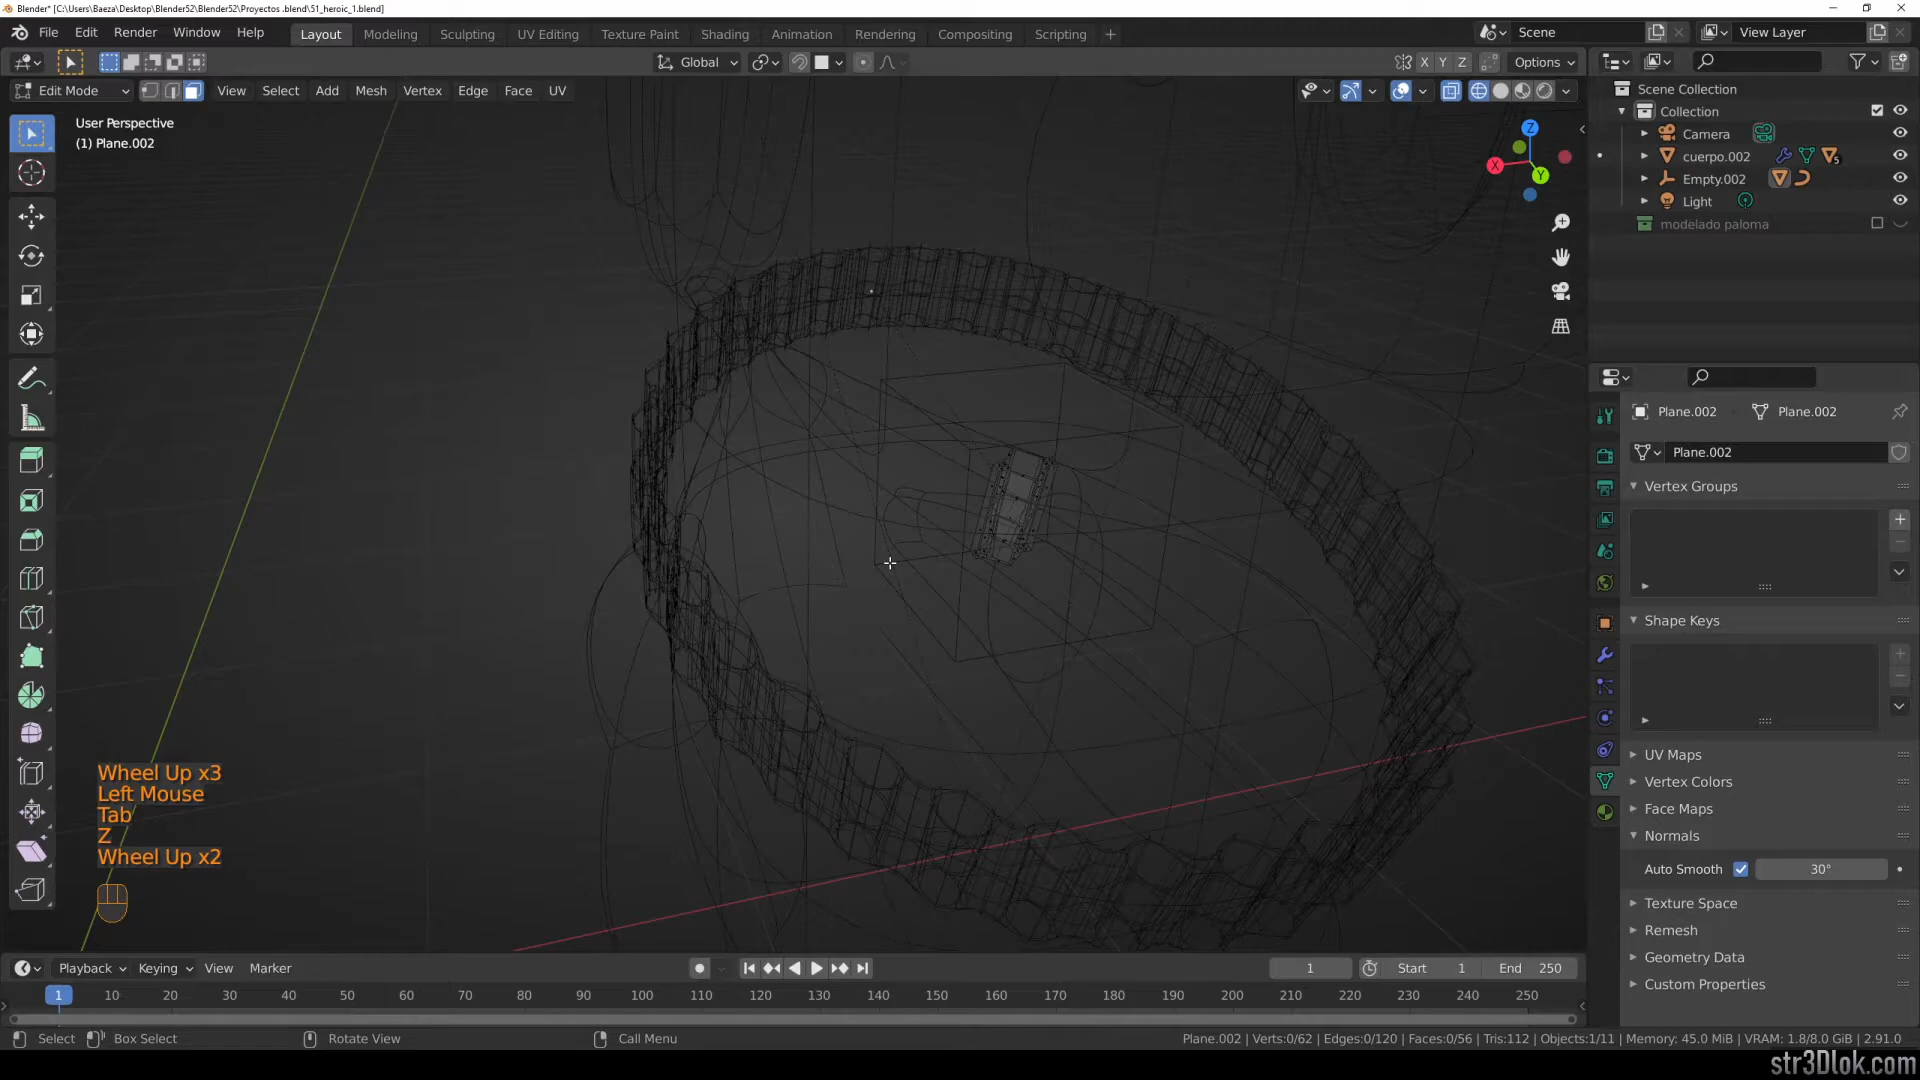 Blender* [C:\Users\Baeza\Desktop\Blender52\Blender52\Proyectos .blend\51_heroic_1.blend]
File Edit Render Window Help Layout Modeling Sculpting UV Editing Texture Paint Shading Animation Rendering Compositing Scripting + Scene View Layer
Global X Y Z Options
Edit Mode View Select Add Mesh Vertex Edge Face UV
User Perspective
(1) Plane.002
Z
X
Y
Scene Collection
Collection
Camera
cuerpo.002 5
Empty.002
Light
modelado paloma
Plane.002 Plane.002
Plane.002
Vertex Groups
Shape Keys
UV Maps
Vertex Colors
Face Maps
Normals
Auto Smooth 30°
Texture Space
Remesh
Geometry Data
Custom Properties
Wheel Up x3
Left Mouse
Tab
Z
Wheel Up x2
Playback Keying View Marker 1 Start 1 End 250
1 10 20 30 40 50 60 70 80 90 100 110 120 130 140 150 160 170 180 190 200 210 220 230 240 250
Select Box Select Rotate View Call Menu Plane.002 | Verts:0/62 | Edges:0/120 | Faces:0/56 | Tris:112 | Objects:1/11 | Memory: 45.0 MiB | VRAM: 1.8/8.0 GiB | 2.91.0
str3Dlok.com